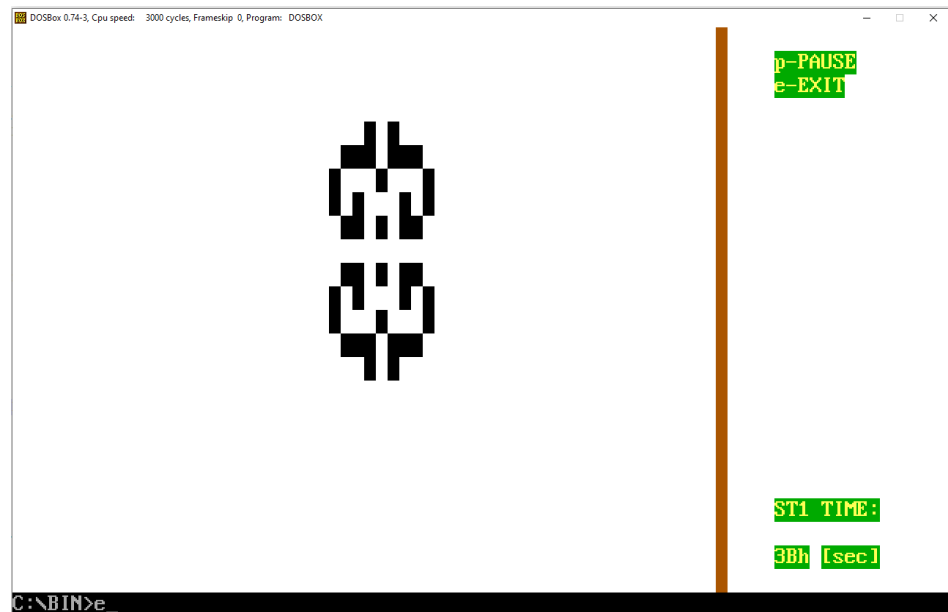 DOSBox 0.74-3, Cpu speed: 3000 cycles, Frameskip 0, Program: DOSBOX
p-PAUSE
e-EXIT
ST1 TIME:
3Bh [sec]
C:\BIN>e_